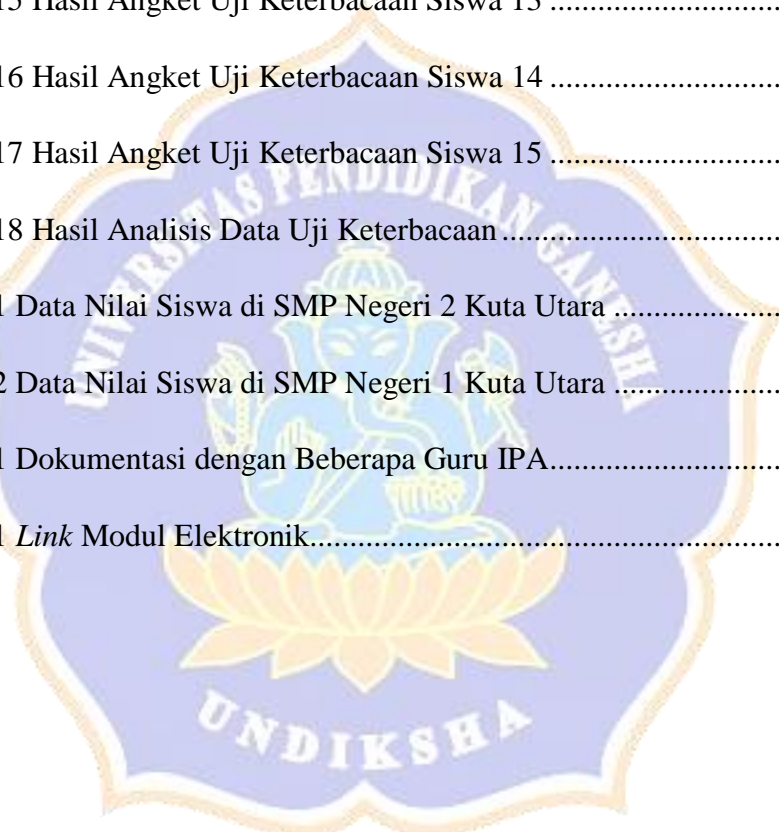 15 Hasil Angket Uji Keterbacaan Siswa 13 ............................
16 Hasil Angket Uji Keterbacaan Siswa 14 ............................
17 Hasil Angket Uji Keterbacaan Siswa 15 ............................
18 Hasil Analisis Data Uji Keterbacaan ..................................
1 Data Nilai Siswa di SMP Negeri 2 Kuta Utara ....................
2 Data Nilai Siswa di SMP Negeri 1 Kuta Utara ....................
1 Dokumentasi dengan Beberapa Guru IPA............................
1 Link Modul Elektronik.........................................................
UNIVERSITAS PENDIDIKAN GANESHA
UNDIKSHA